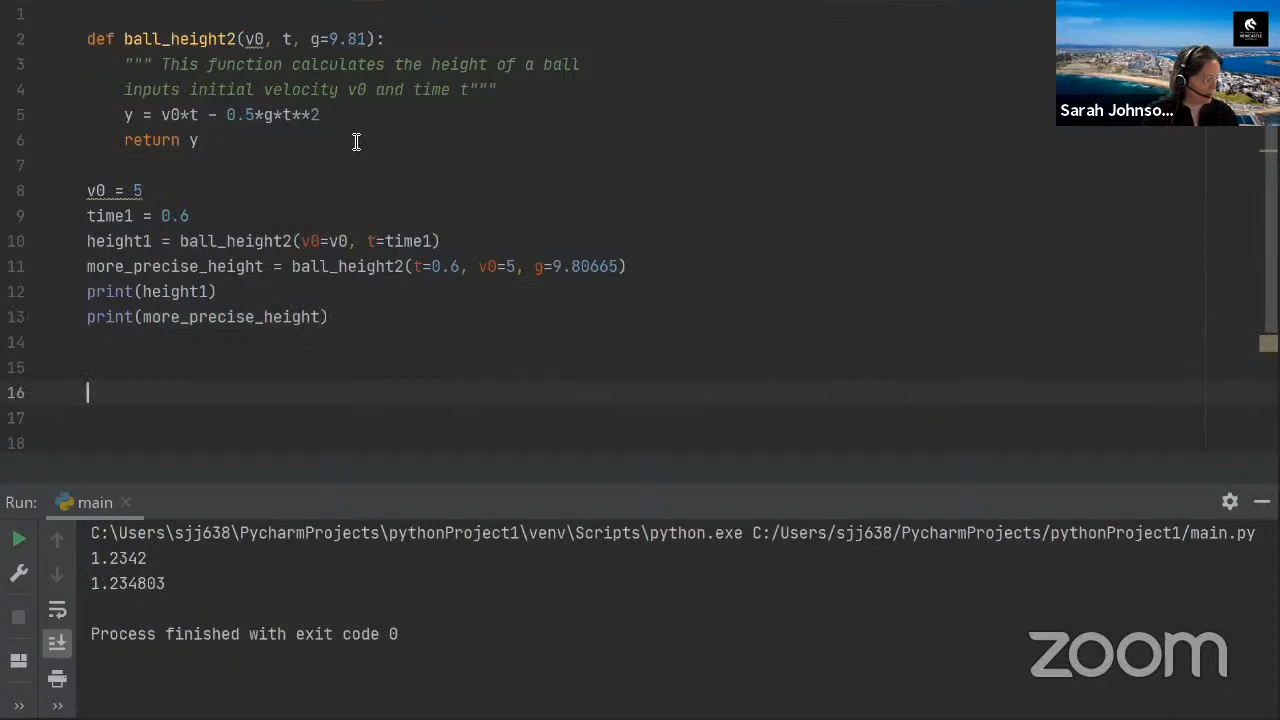 1
2 def ball_height2(v0, t, g=9.81):
3 """ This function calculates the height of a ball
4 inputs initial velocity v0 and time t"""
5 y = v0*t - 0.5*g*t**2
6 return y
7
8 v0 = 5
9 time1 = 0.6
10 height1 = ball_height2(v0=v0, t=time1)
11 more_precise_height = ball_height2(t=0.6, v0=5, g=9.80665)
12 print(height1)
13 print(more_precise_height)
14
15
16
17
18
Sarah Johnso...
Run: main
C:\Users\sjj638\PycharmProjects\pythonProject1\venv\Scripts\python.exe C:/Users/sjj638/PycharmProjects/pythonProject1/main.py
1.2342
1.234803
Process finished with exit code 0
zoom